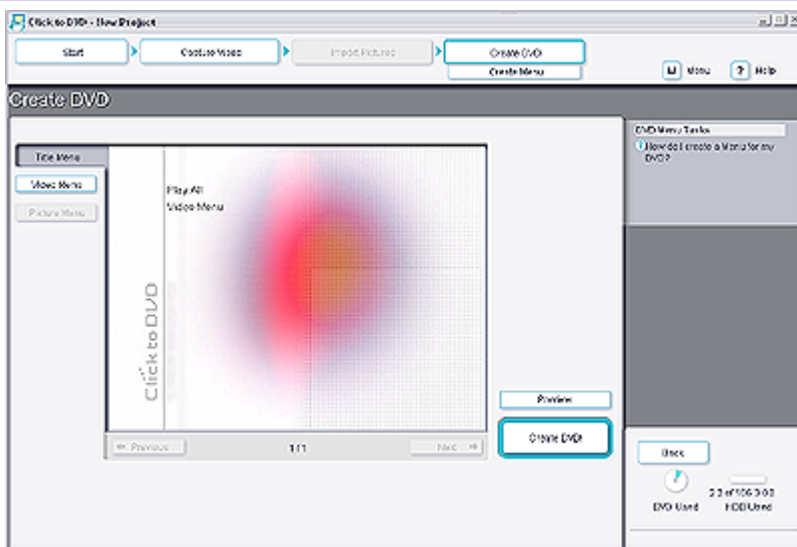 Click to DVD - New Project
Start
Capture Video
Import Pictures
Create DVD
Create Menu
Menu
? Help
Create DVD
DVD Menu Tasks
How do I create a Menu for my
DVD?
Title Menu
Video Menu
Picture Menu
Play All
Video Menu
Click to DVD
Preview
Create DVD!
Previous
1/1
Next
Back
DVD Used
HDD Used